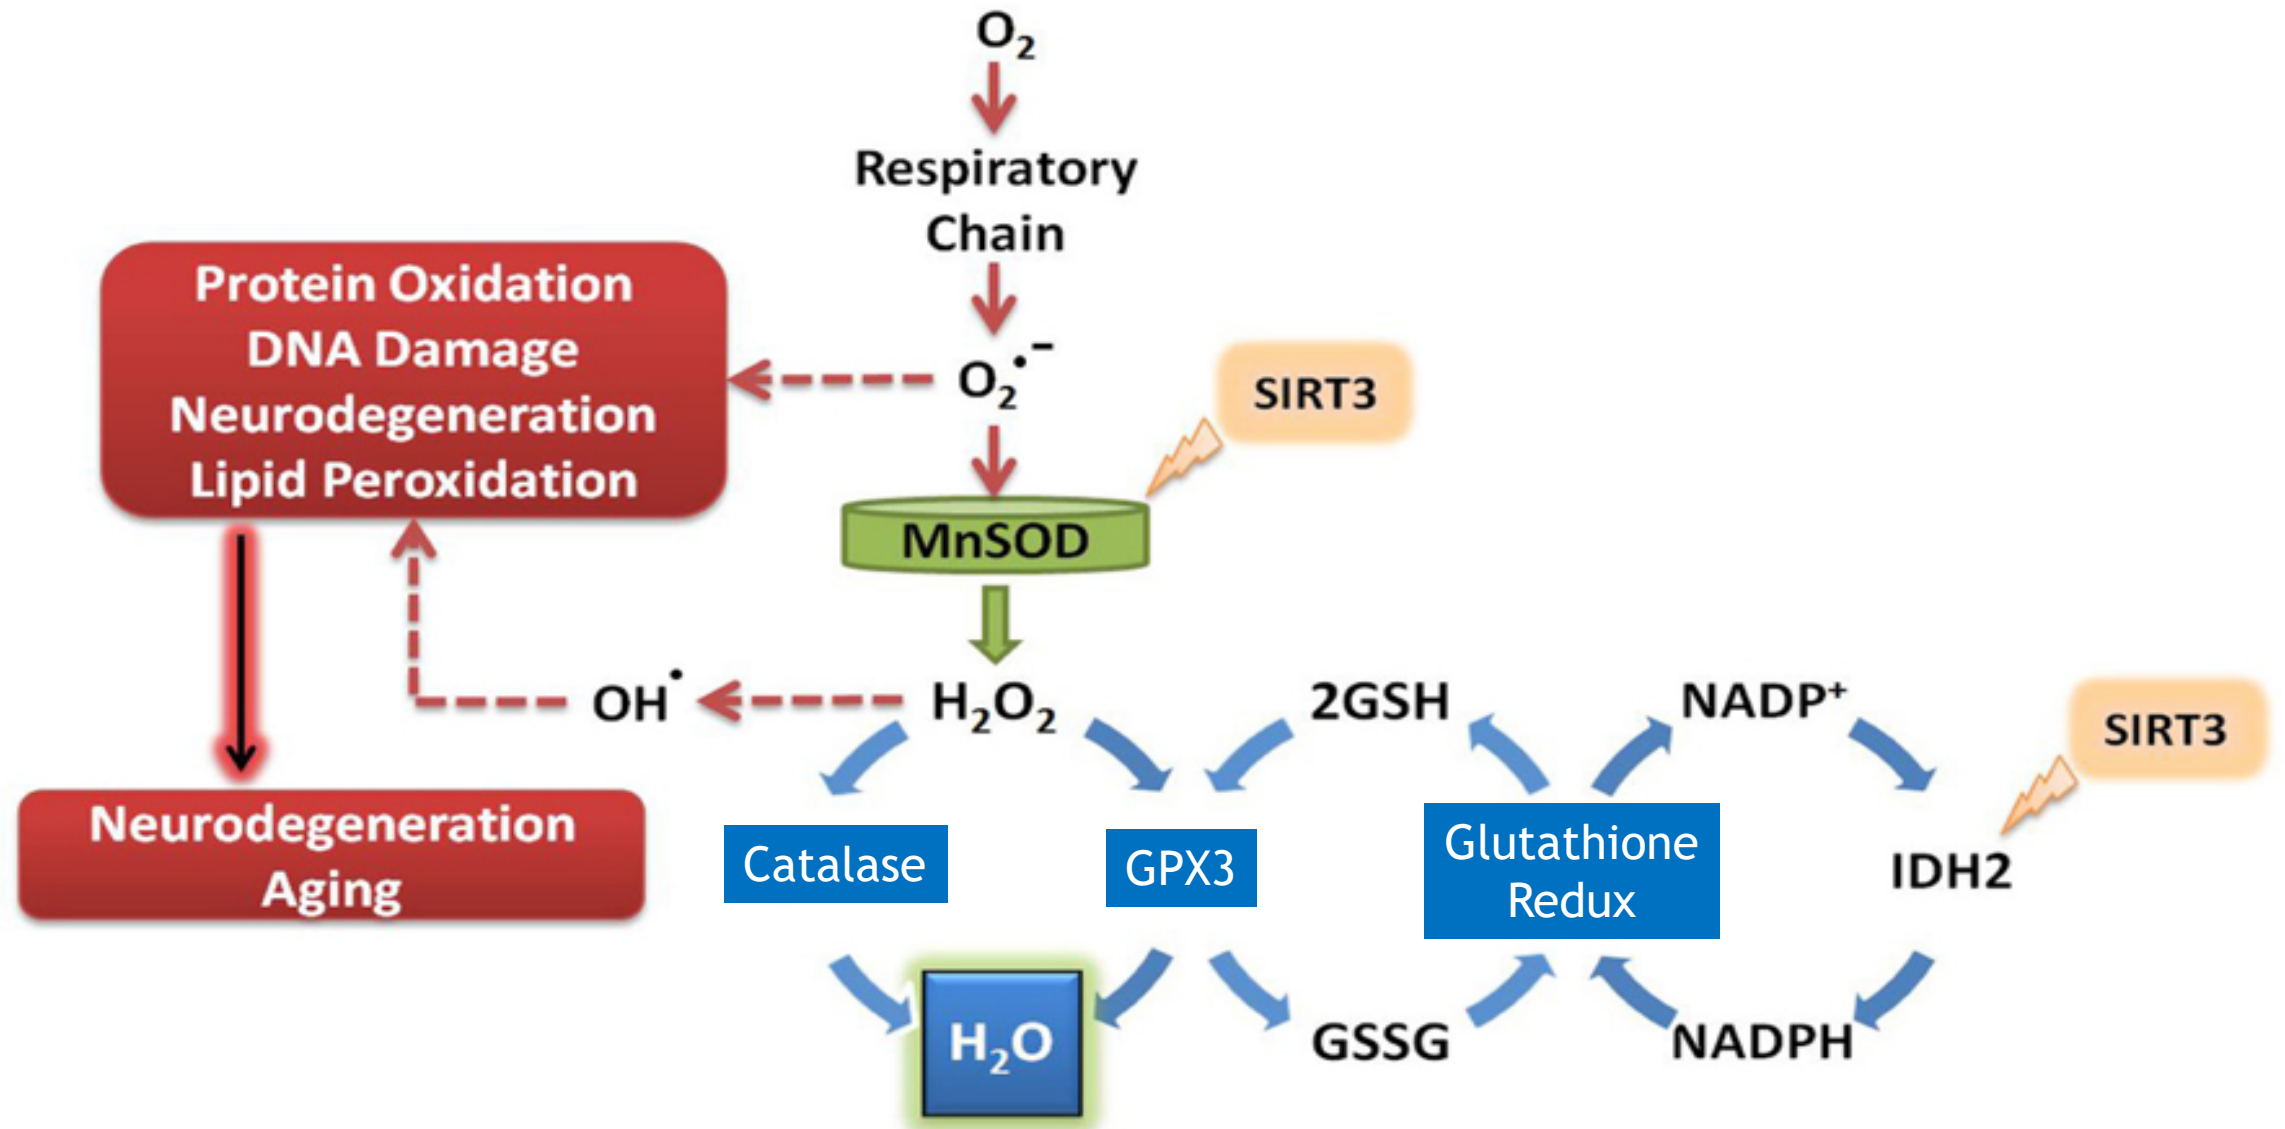 O₂
Respiratory
Chain
Protein Oxidation
DNA Damage
Neurodegeneration
Lipid Peroxidation
O₂•−
SIRT3
MnSOD
OH•
H₂O₂
2GSH
NADP⁺
SIRT3
Neurodegeneration
Aging
Catalase
GPX3
Glutathione
Redux
IDH2
H₂O
GSSG
NADPH